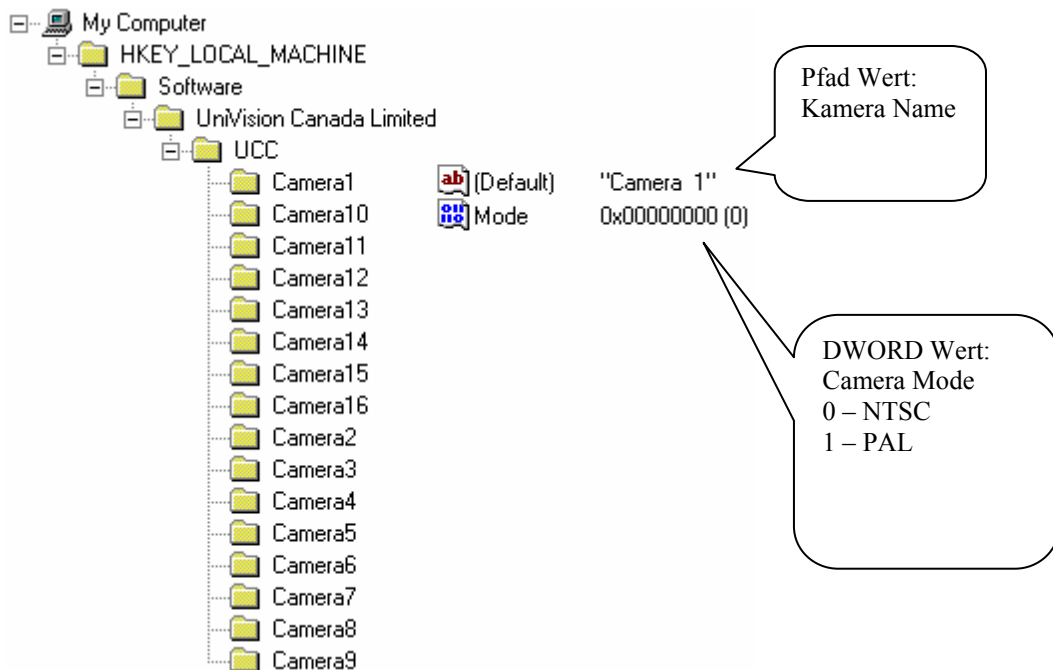 My Computer
HKEY_LOCAL_MACHINE
Software
UniVision Canada Limited
UCC
Camera1
Camera10
Camera11
Camera12
Camera13
Camera14
Camera15
Camera16
Camera2
Camera3
Camera4
Camera5
Camera6
Camera7
Camera8
Camera9
ab (Default) "Camera 1"
Mode 0x00000000 (0)
Pfad Wert:
Kamera Name
DWORD Wert:
Camera Mode
0 – NTSC
1 – PAL